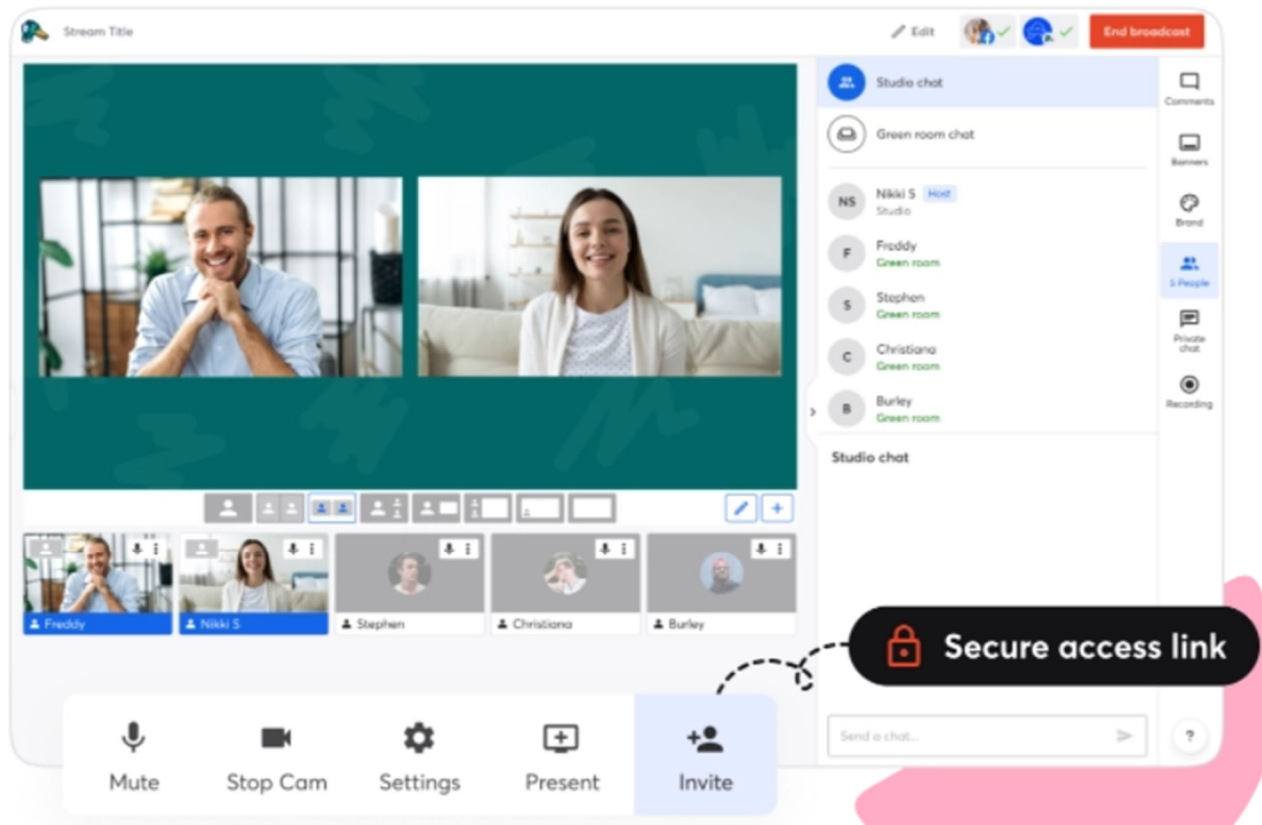 Stream Title
Edit
End broadcast
Studio chat
Green room chat
NS
Nikki S Host
Studio
F
Freddy
Green room
S
Stephen
Green room
C
Christiana
Green room
B
Burley
Green room
Studio chat
Comments
Banners
Brand
5 People
Private
chat
Recording
Freddy
Nikki S
Stephen
Christiana
Burley
Secure access link
Send a chat...
?
Mute
Stop Cam
Settings
Present
Invite